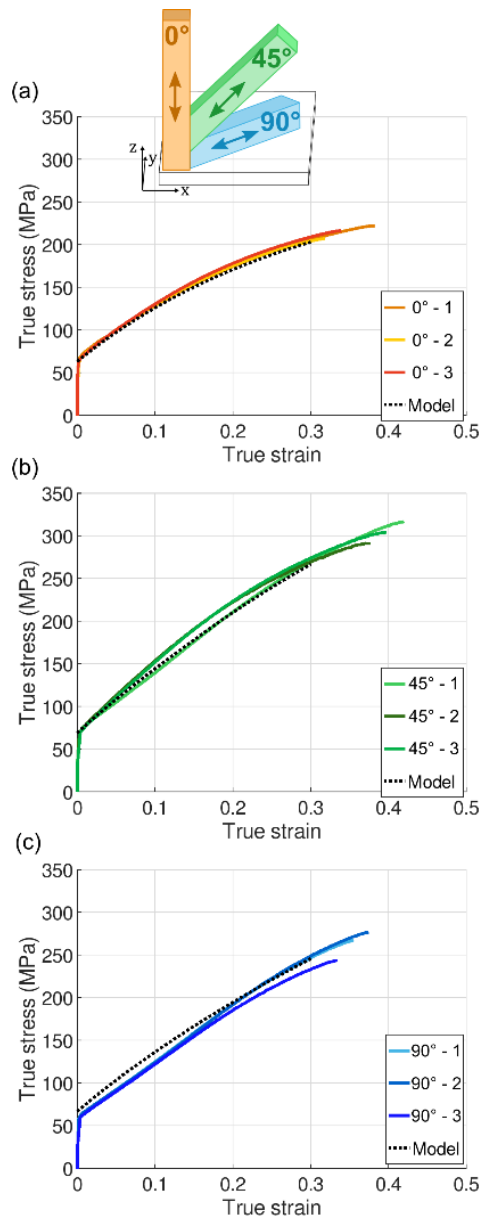 0°
45°
90°
z
y
x
(a)
350
300
250
200
150
100
50
0
True stress (MPa)
0° - 1
0° - 2
0° - 3
Model
0 0.1 0.2 0.3 0.4 0.5
True strain
(b)
350
300
250
200
150
100
50
0
True stress (MPa)
45° - 1
45° - 2
45° - 3
Model
0 0.1 0.2 0.3 0.4 0.5
True strain
(c)
350
300
250
200
150
100
50
0
True stress (MPa)
90° - 1
90° - 2
90° - 3
Model
0 0.1 0.2 0.3 0.4 0.5
True strain